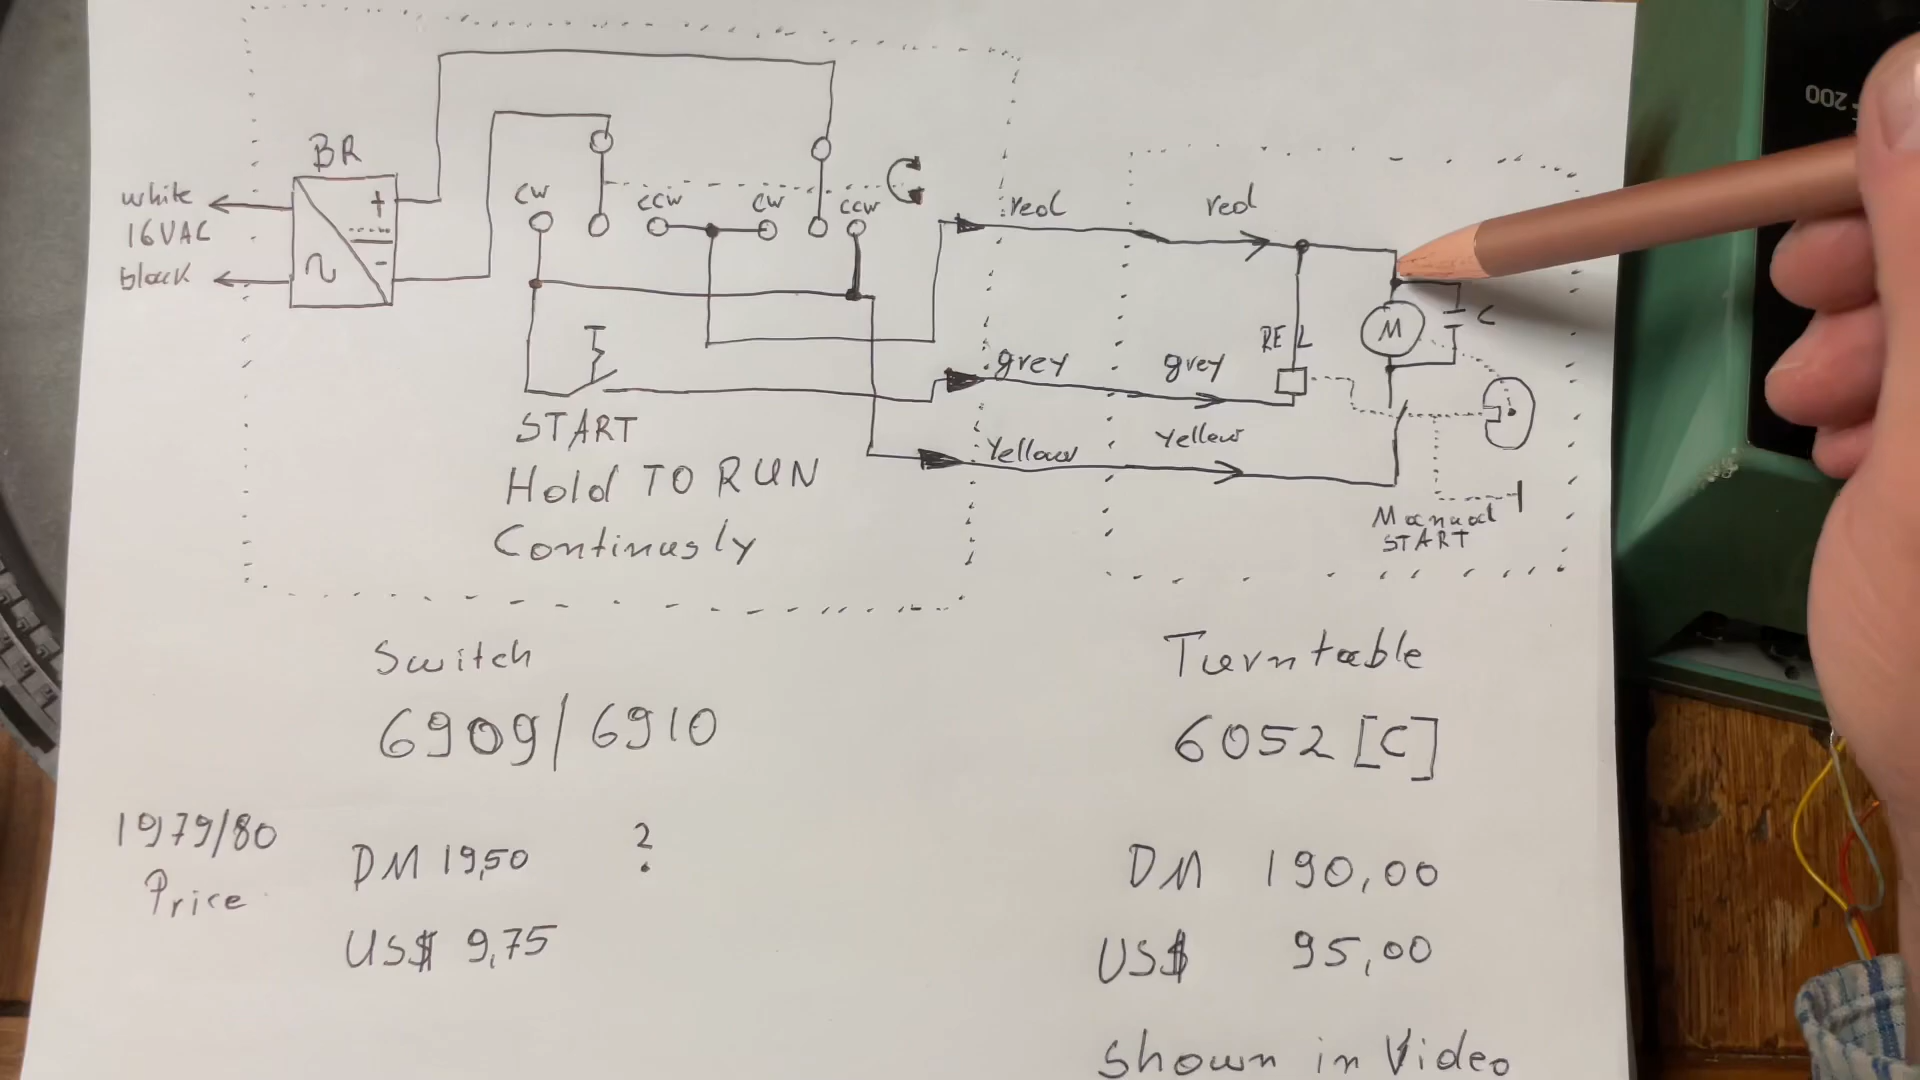 BR
white
16VAC
black
+
-
CW
CCW
CW
CCW
red
red
200
REL
M
C
grey
grey
Yellow
Yellow
START
Hold TO RUN
Continusly
Manual
START
Switch
6909/6910
Turntable
6052 [C]
1979/80
Price
DM 19,50
?
US$ 9,75
DM 190,00
US$ 95,00
Shown in Video